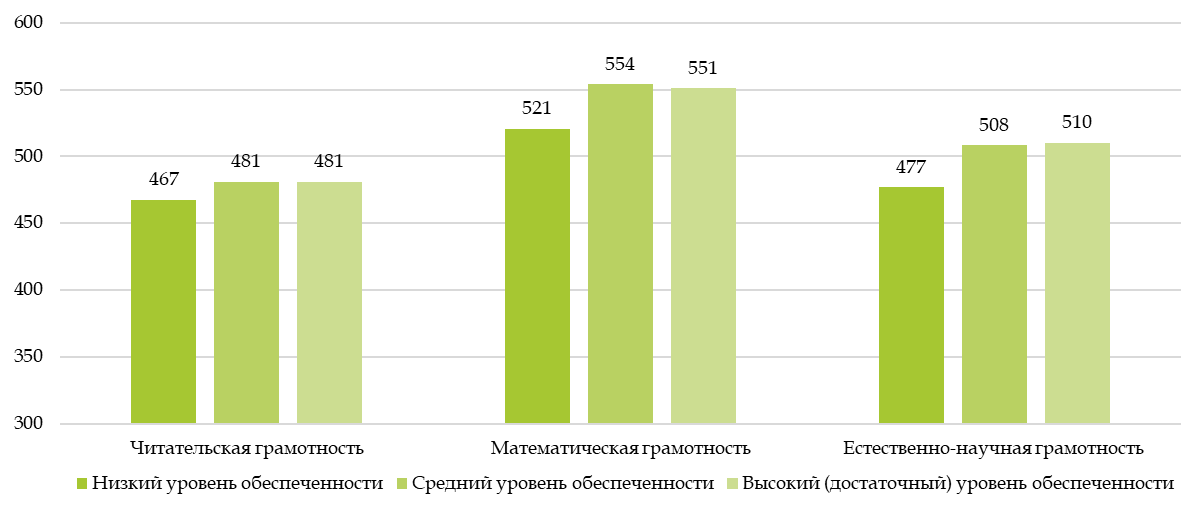 600
550
500
450
400
350
300
467
481
481
521
554
551
477
508
510
Читательская грамотность
Математическая грамотность
Естественно-научная грамотность
Низкий уровень обеспеченности
Средний уровень обеспеченности
Высокий (достаточный) уровень обеспеченности